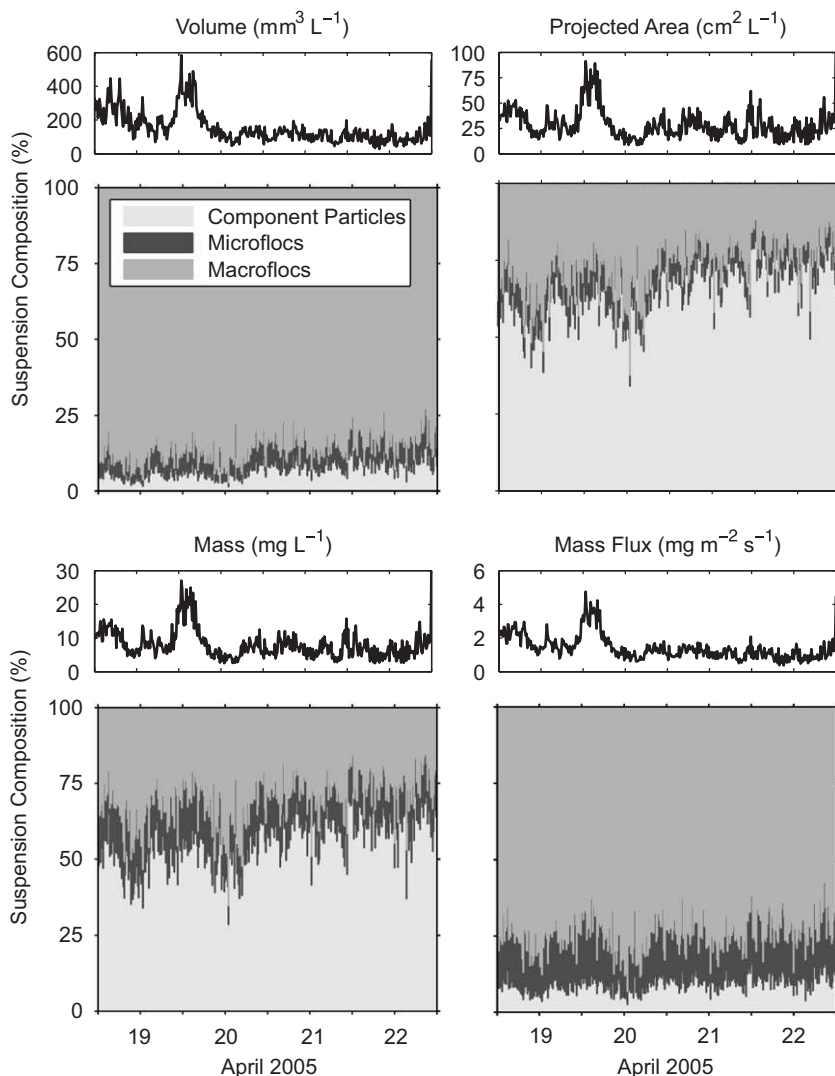 Volume (mm³ L⁻¹)
600
400
200
0
Projected Area (cm² L⁻¹)
100
75
50
25
0
Suspension Composition (%)
100
75
50
25
0
Component Particles
Microflocs
Macroflocs
Mass (mg L⁻¹)
30
20
10
0
Mass Flux (mg m⁻² s⁻¹)
6
4
2
0
Suspension Composition (%)
100
75
50
25
0
19 20 21 22
April 2005
19 20 21 22
April 2005